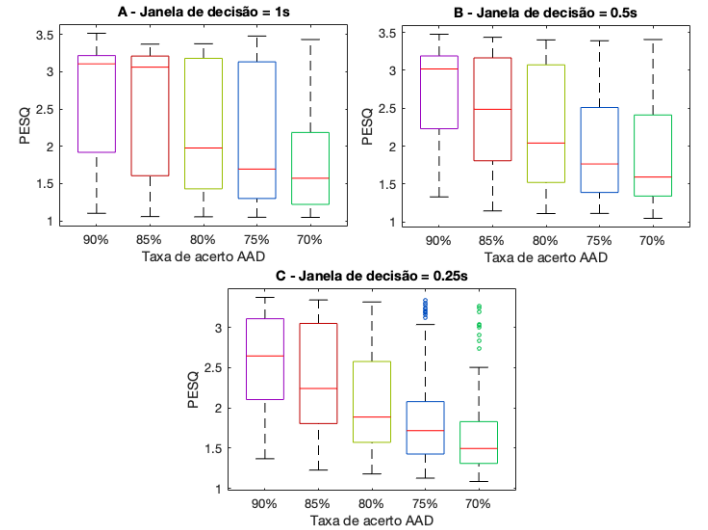 A - Janela de decisão = 1s
3.5
3
2.5
2
1.5
1
PESQ
90% 85% 80% 75% 70%
Taxa de acerto AAD
B - Janela de decisão = 0.5s
3.5
3
2.5
2
1.5
1
PESQ
90% 85% 80% 75% 70%
Taxa de acerto AAD
C - Janela de decisão = 0.25s
3
2.5
2
1.5
1
PESQ
90% 85% 80% 75% 70%
Taxa de acerto AAD